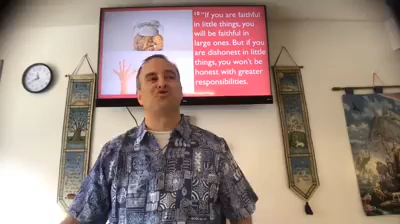 10 "If you are faithful
in little things, you
will be faithful in
large ones. But if you
are dishonest in little
things, you won't be
honest with greater
responsibilities.